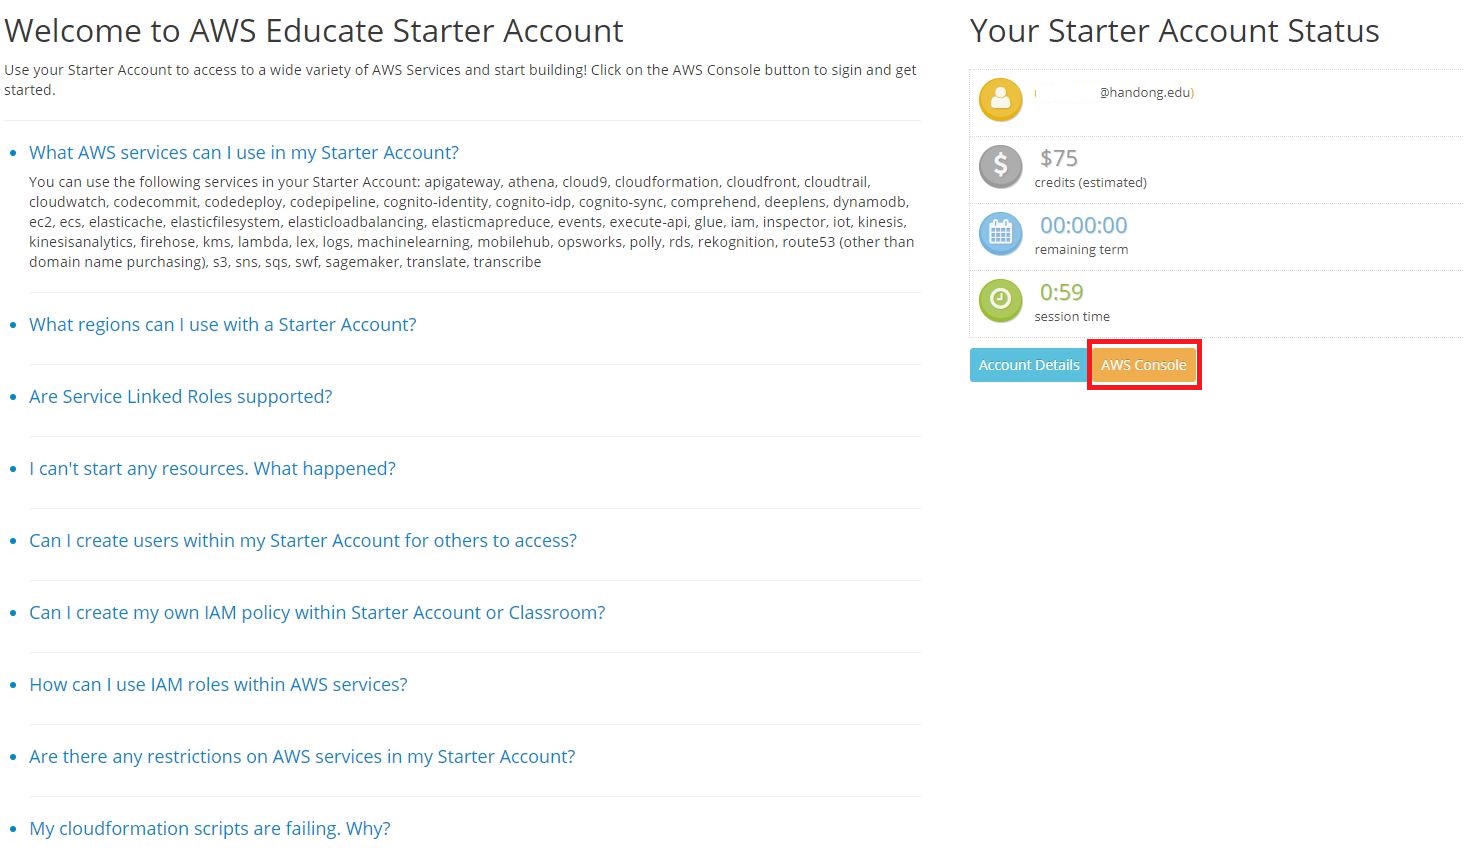 Welcome to AWS Educate Starter Account
Use your Starter Account to access to a wide variety of AWS Services and start building! Click on the AWS Console button to sigin and get
started.
What AWS services can I use in my Starter Account?
You can use the following services in your Starter Account: apigateway, athena, cloud9, cloudformation, cloudfront, cloudtrail,
cloudwatch, codecommit, codedeploy, codepipeline, cognito-identity, cognito-idp, cognito-sync, comprehend, deeplens, dynamodb,
ec2, ecs, elasticache, elasticfilesystem, elasticloadbalancing, elasticmapreduce, events, execute-api, glue, iam, inspector, iot, kinesis,
kinesisanalytics, firehose, kms, lambda, lex, logs, machinelearning, mobilehub, opsworks, polly, rds, rekognition, route53 (other than
domain name purchasing), s3, sns, sqs, swf, sagemaker, translate, transcribe
What regions can I use with a Starter Account?
Are Service Linked Roles supported?
I can't start any resources. What happened?
Can I create users within my Starter Account for others to access?
Can I create my own IAM policy within Starter Account or Classroom?
How can I use IAM roles within AWS services?
Are there any restrictions on AWS services in my Starter Account?
My cloudformation scripts are failing. Why?
Your Starter Account Status
@handong.edu)
$75
credits (estimated)
00:00:00
remaining term
0:59
session time
Account Details
AWS Console